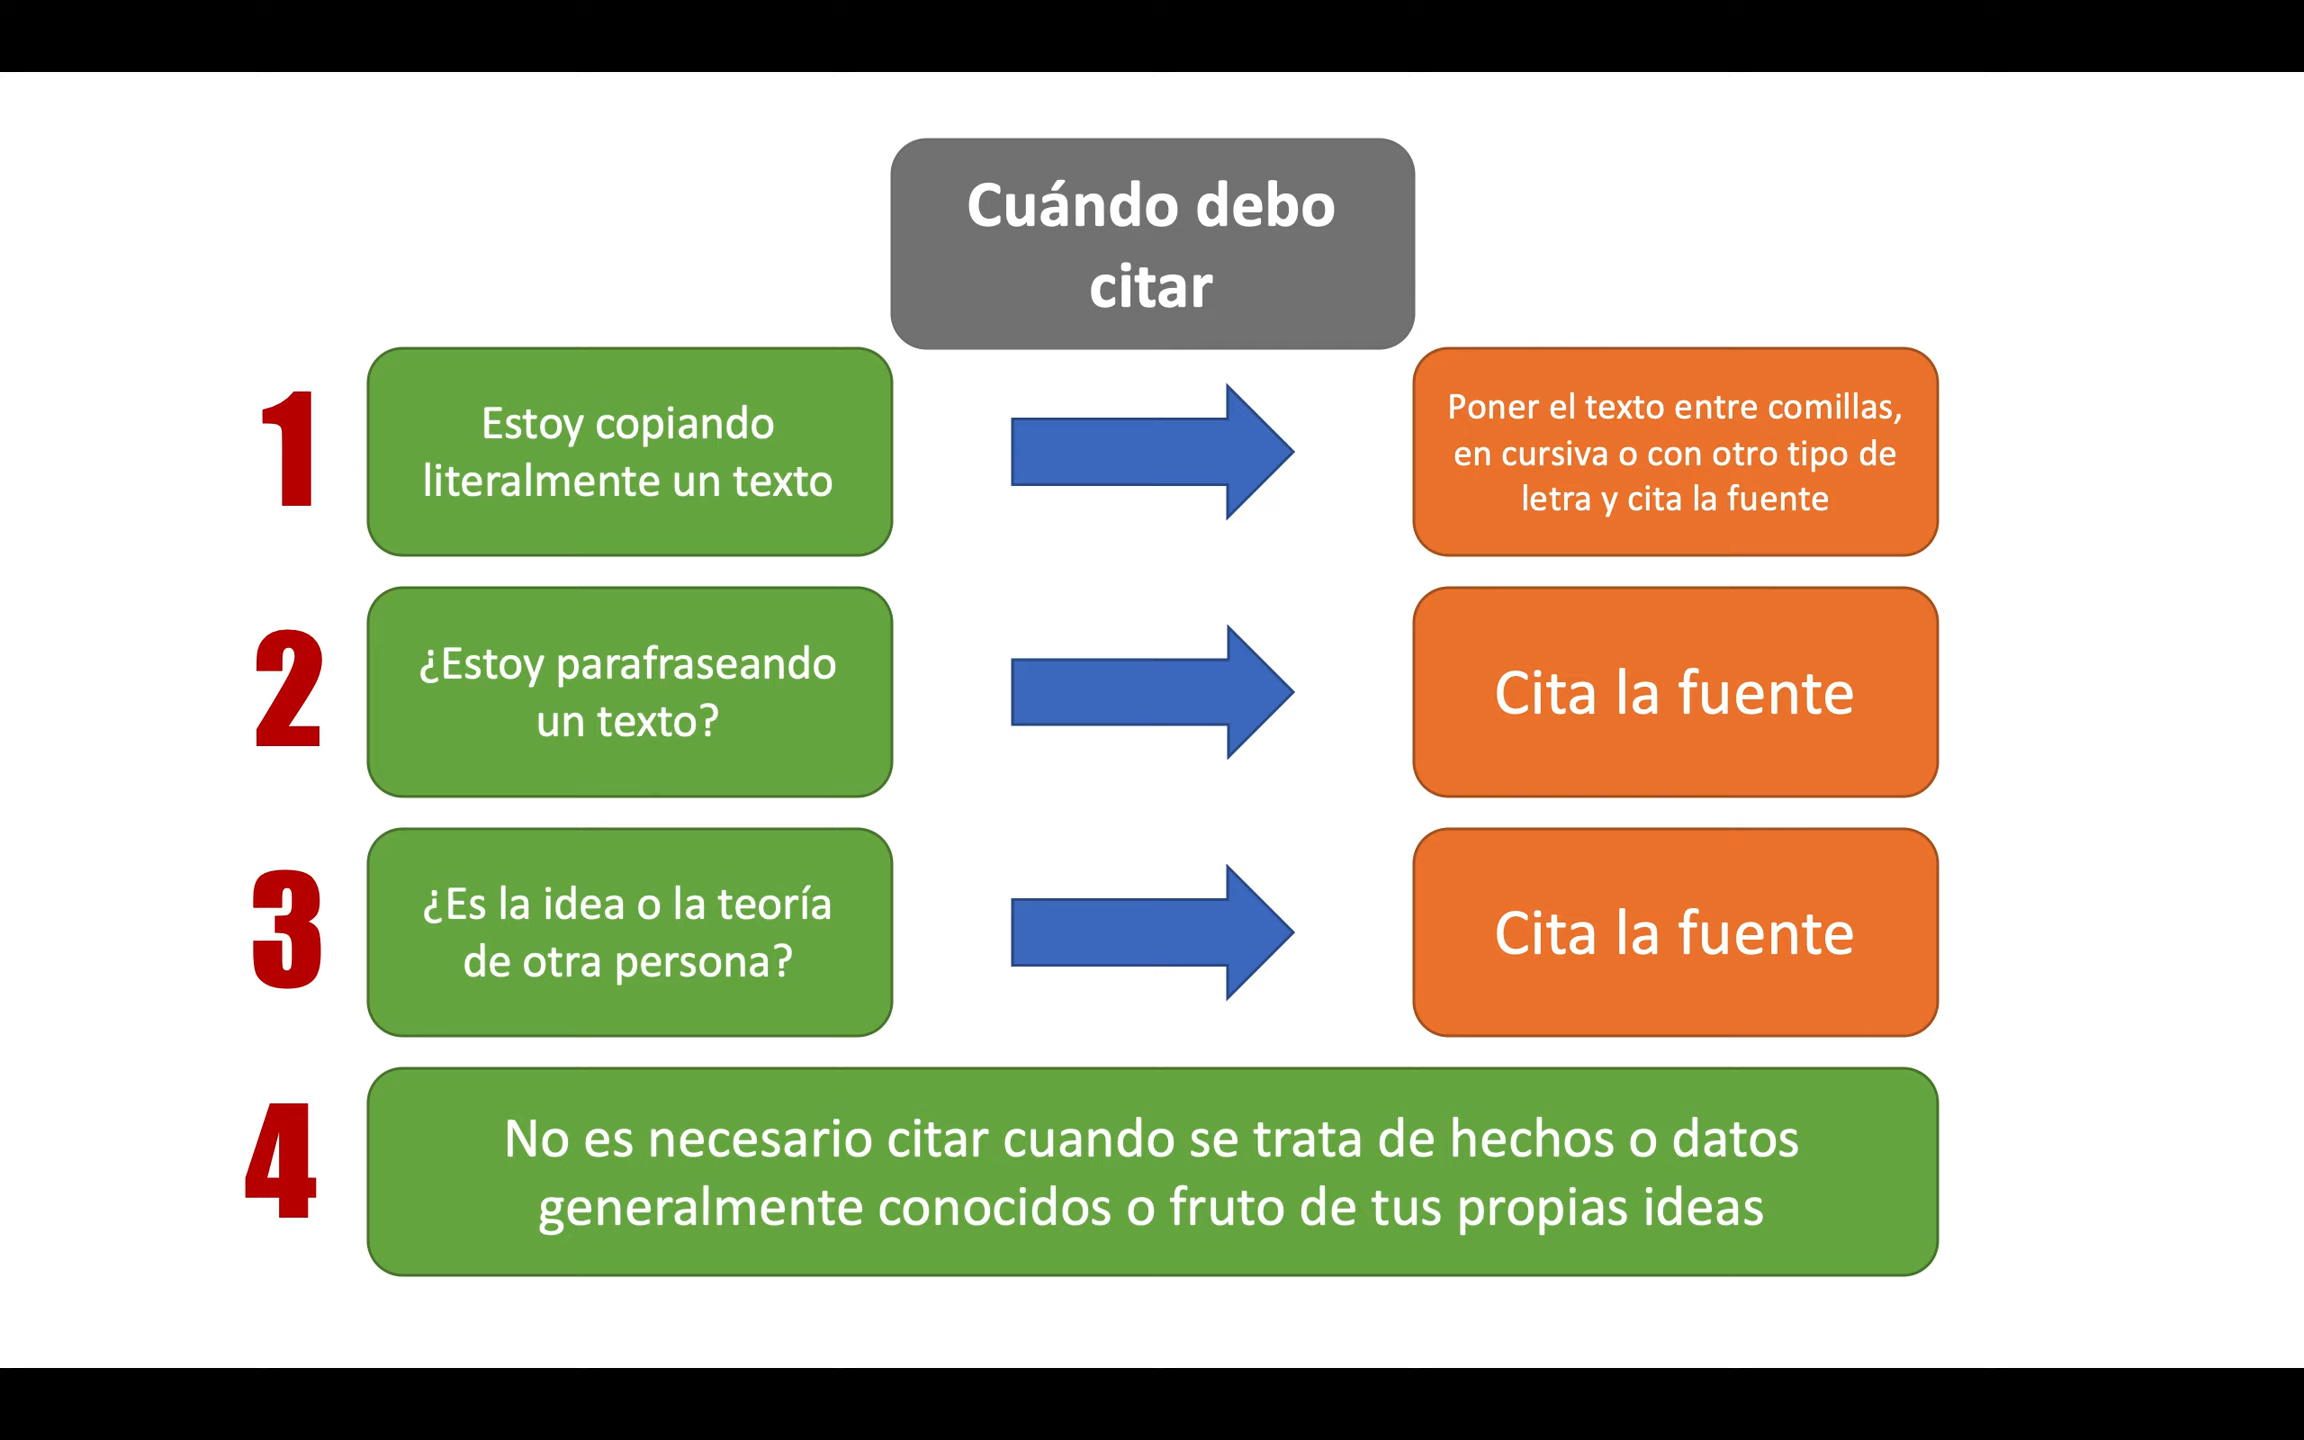 Cuándo debo
citar
1
Estoy copiando
literalmente un texto
Poner el texto entre comillas,
en cursiva o con otro tipo de
letra y cita la fuente
2
¿Estoy parafraseando
un texto?
Cita la fuente
3
¿Es la idea o la teoría
de otra persona?
Cita la fuente
4
No es necesario citar cuando se trata de hechos o datos
generalmente conocidos o fruto de tus propias ideas